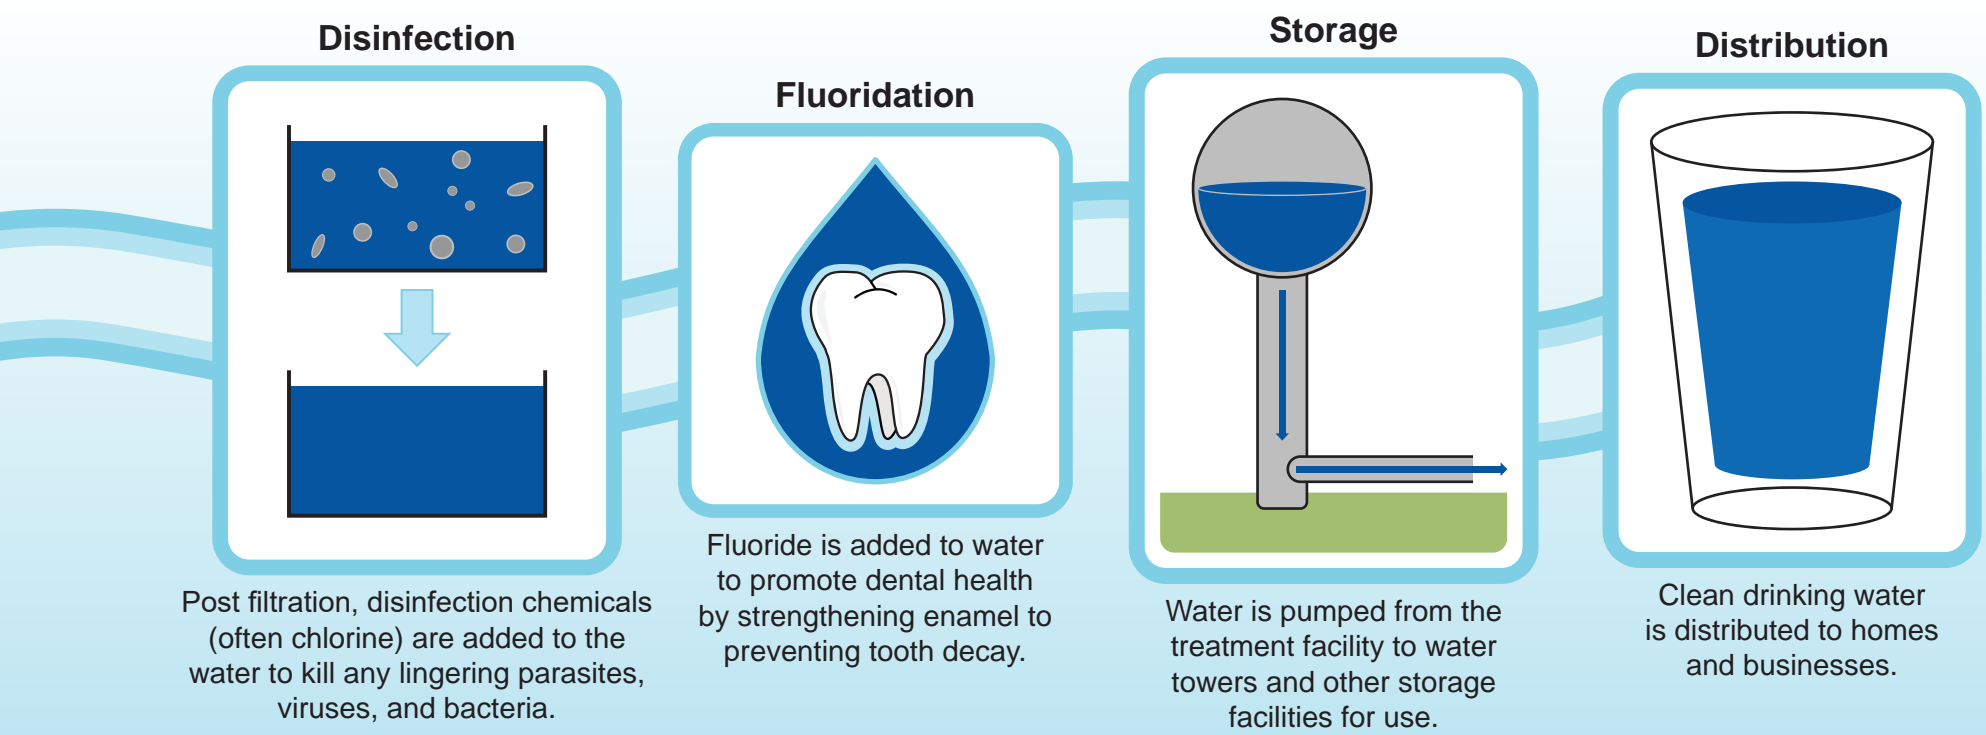 Disinfection
Post filtration, disinfection chemicals
(often chlorine) are added to the
water to kill any lingering parasites,
viruses, and bacteria.
Fluoridation
Fluoride is added to water
to promote dental health
by strengthening enamel to
preventing tooth decay.
Storage
Water is pumped from the
treatment facility to water
towers and other storage
facilities for use.
Distribution
Clean drinking water
is distributed to homes
and businesses.